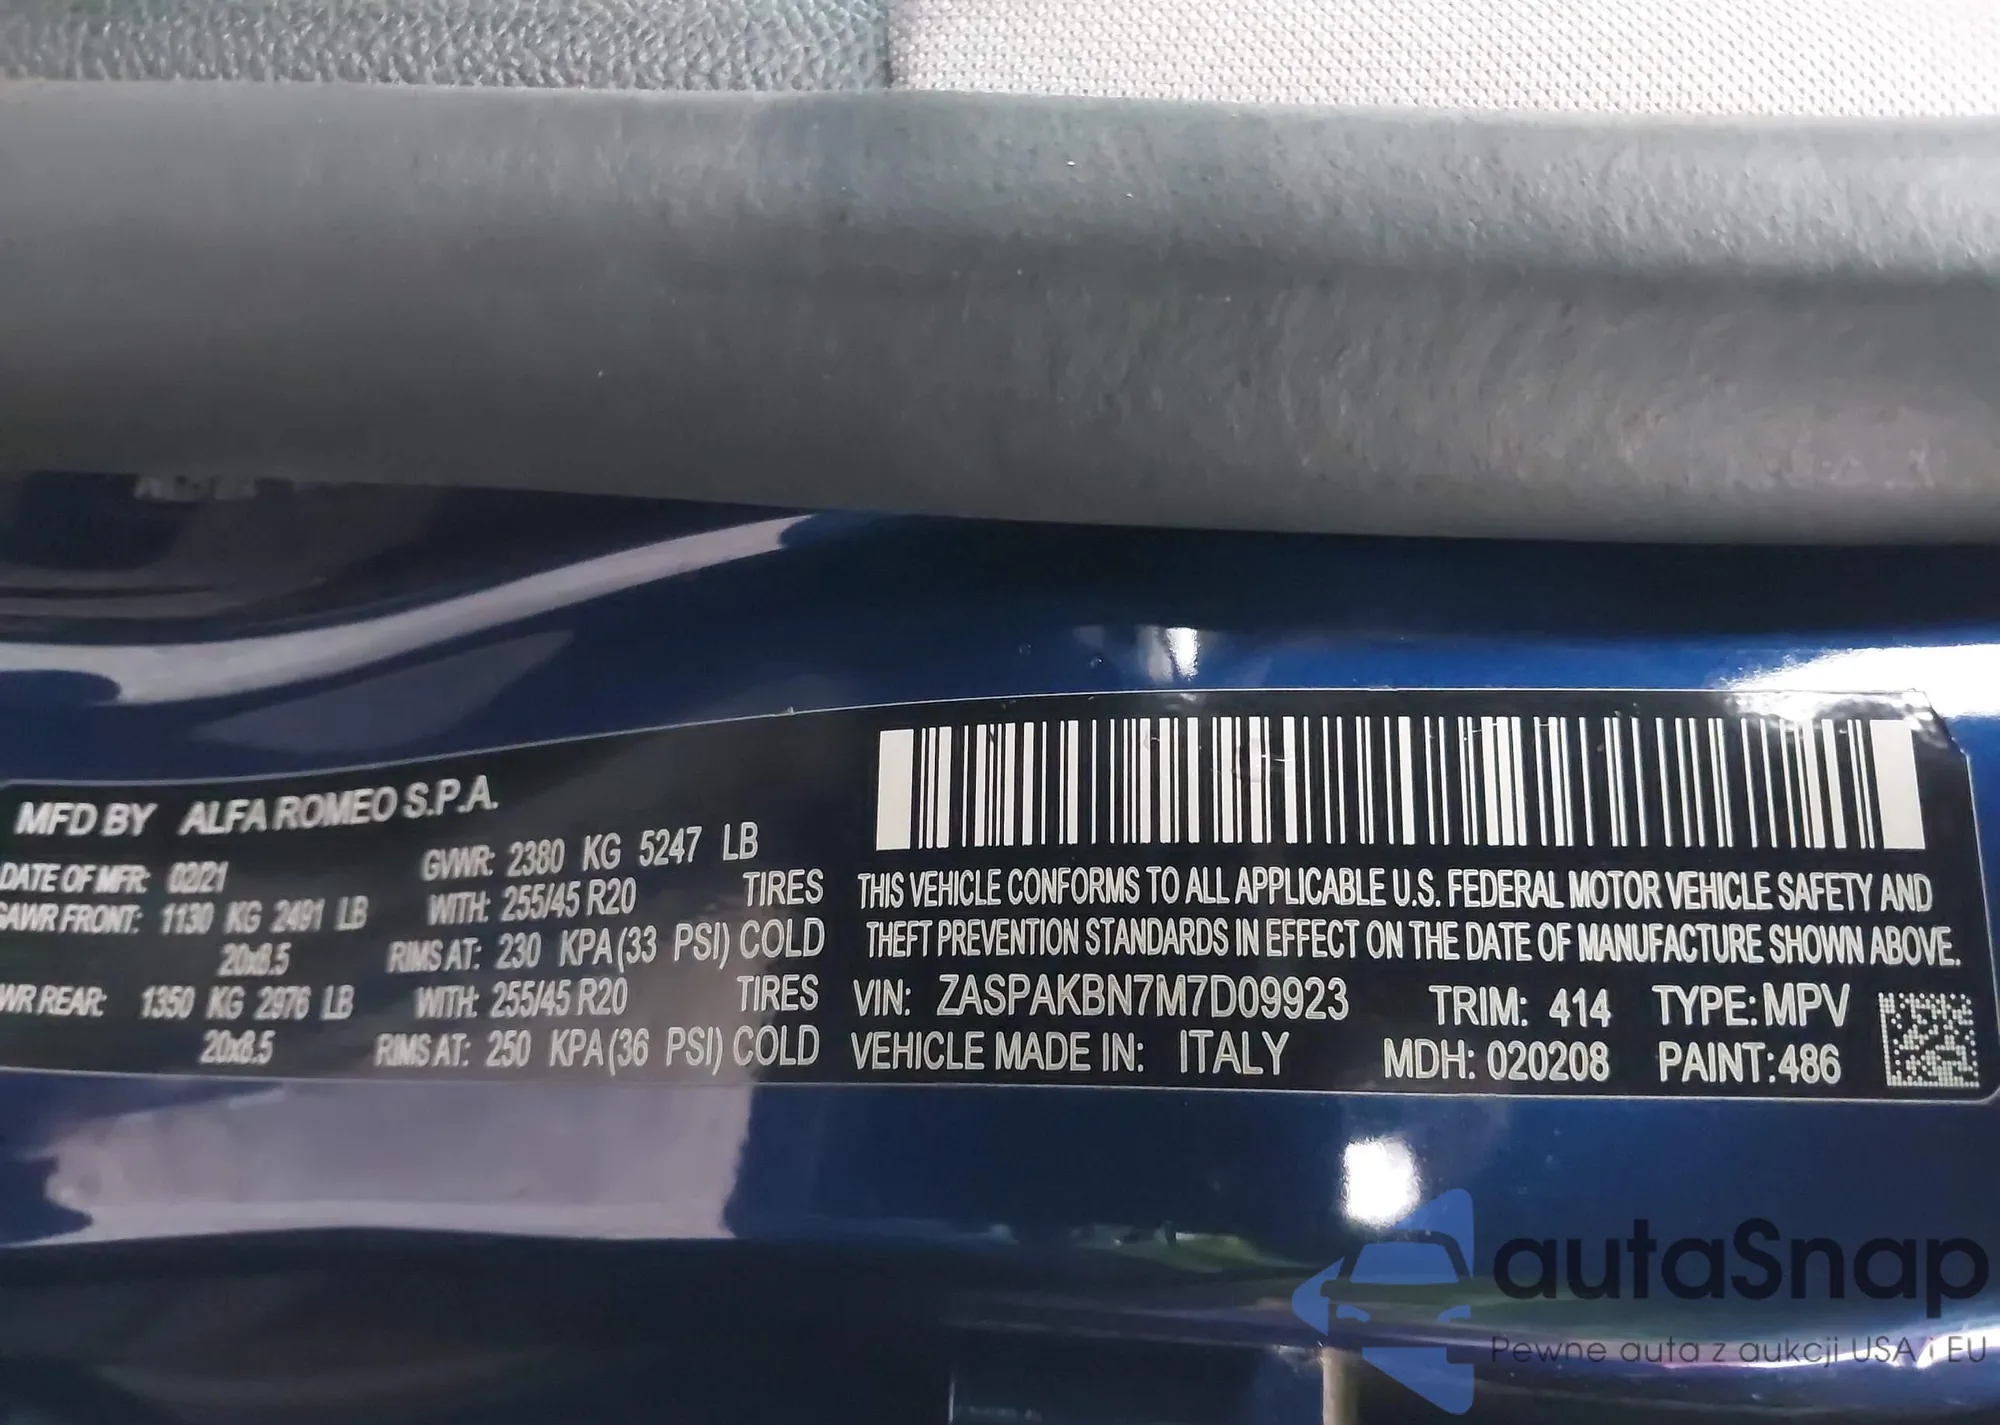 MFD BY ALFA ROMEO S.P.A.
DATE OF MFR: 02/21 GVWR: 2380 KG 5247 LB
GAWR FRONT: 1130 KG 2491 LB WITH: 255/45 R20 TIRES
20x8.5 RIMS AT: 230 KPA (33 PSI) COLD
WR REAR: 1350 KG 2976 LB WITH: 255/45 R20 TIRES
20x8.5 RIMS AT: 250 KPA (36 PSI) COLD
THIS VEHICLE CONFORMS TO ALL APPLICABLE U.S. FEDERAL MOTOR VEHICLE SAFETY AND
THEFT PREVENTION STANDARDS IN EFFECT ON THE DATE OF MANUFACTURE SHOWN ABOVE.
VIN: ZASPAKBN7M7D09923 TRIM: 414 TYPE: MPV
VEHICLE MADE IN: ITALY MDH: 020208 PAINT: 486
autaSnap
Pewne auta z aukcji USA i EU